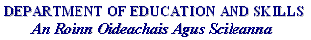 DEPARTMENT OF EDUCATION AND SKILLS
An Roinn Oideachais Agus Scileanna